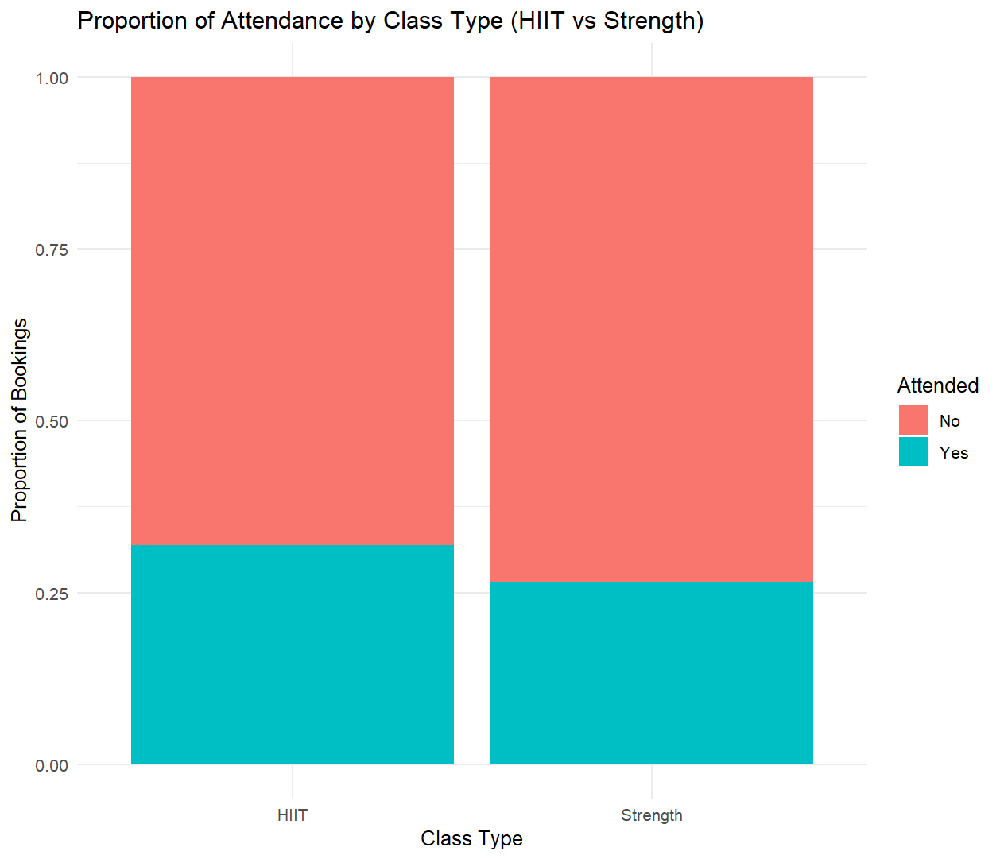 Proportion of Attendance by Class Type (HIIT vs Strength)
1.00
0.75
0.50
0.25
0.00
Proportion of Bookings
HIIT
Strength
Class Type
Attended
No
Yes